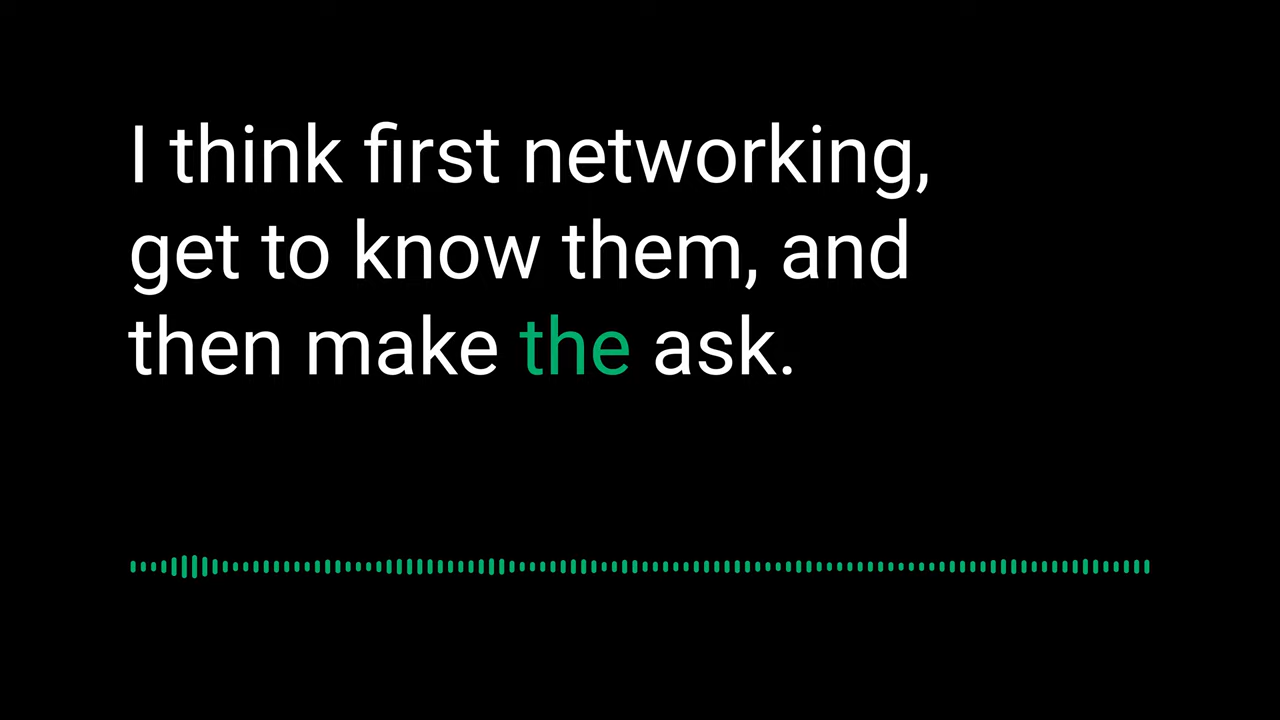 I think first networking,
get to know them, and
then make the ask.